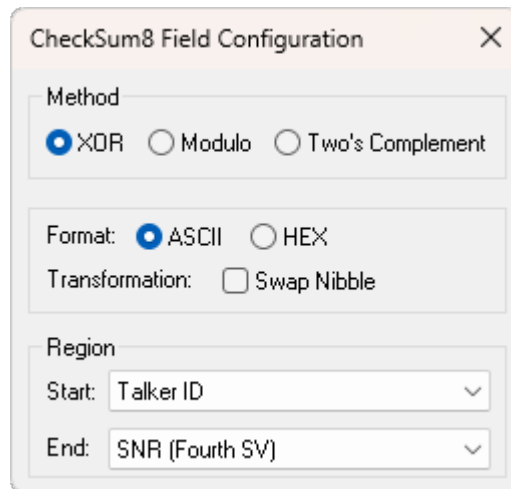 CheckSum8 Field Configuration
Method
XOR Modulo Two's Complement
Format: ASCII HEX
Transformation: Swap Nibble
Region
Start: Talker ID
End: SNR (Fourth SV)